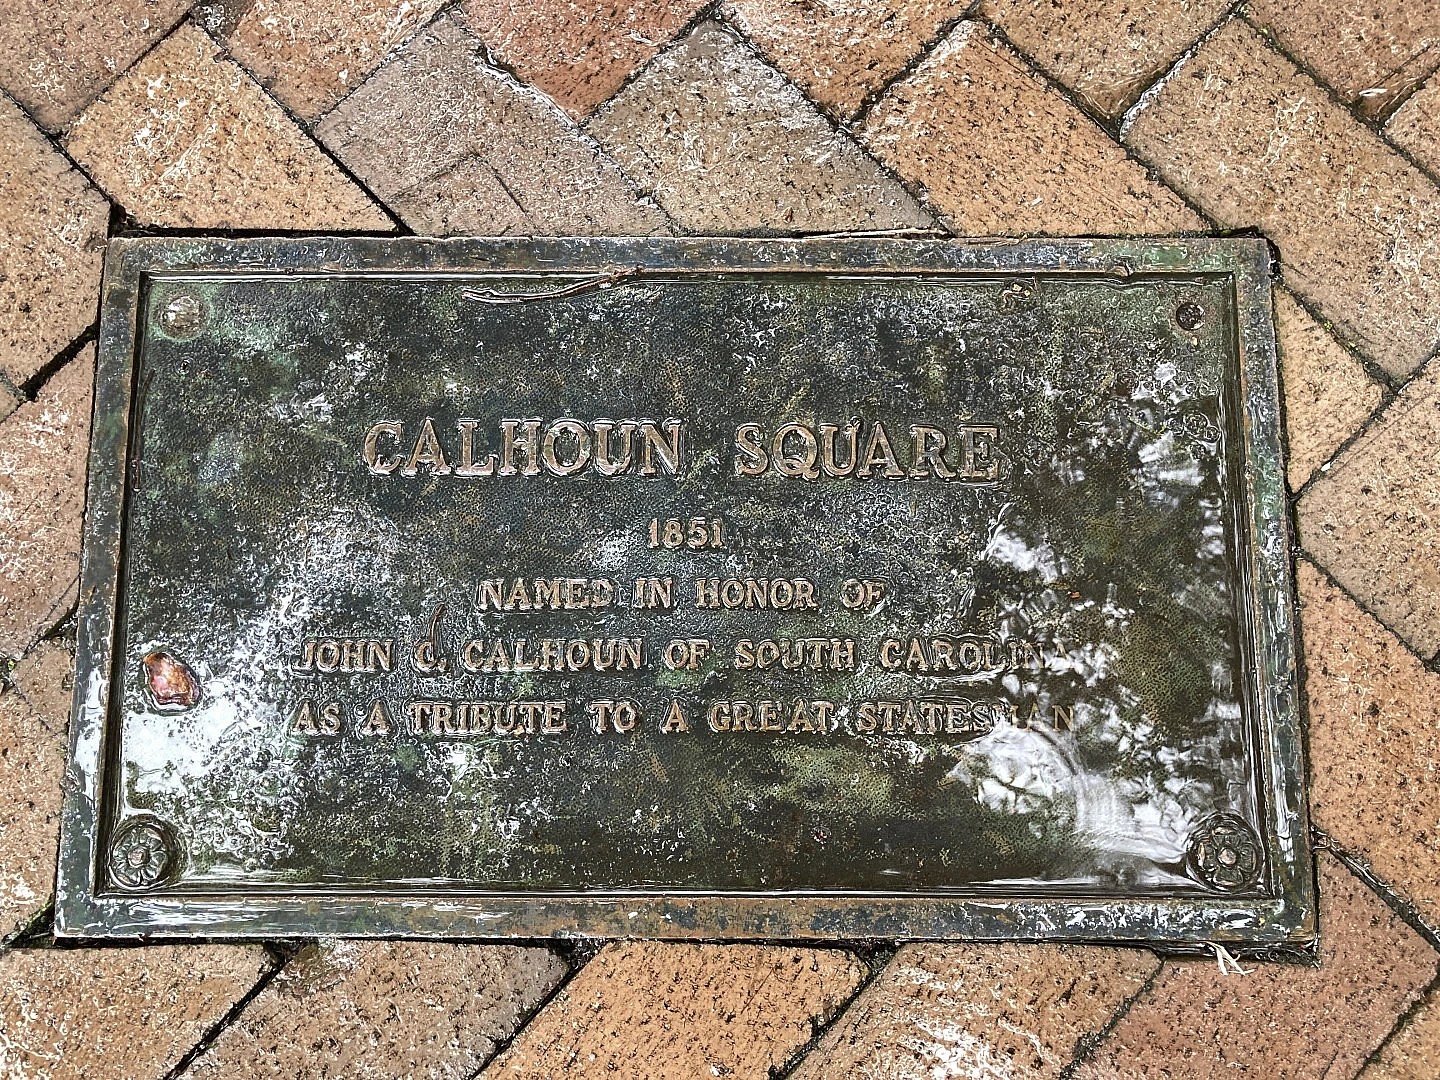 CALHOUN SQUARE
1851
NAMED IN HONOR OF
JOHN C. CALHOUN OF SOUTH CAROLINA
AS A TRIBUTE TO A GREAT STATESMAN